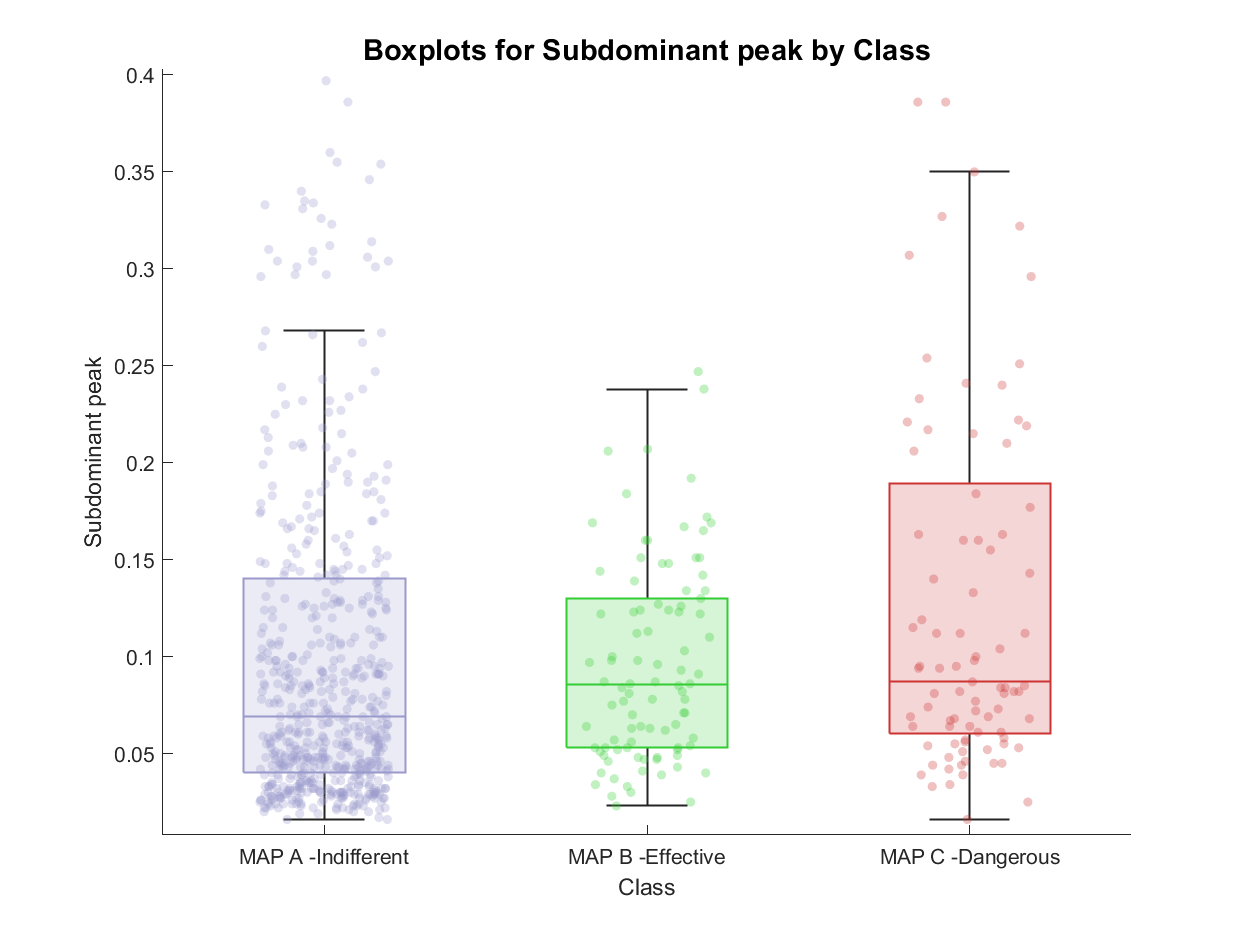 Boxplots for Subdominant peak by Class
0.4
0.35
0.3
0.25
0.2
0.15
0.1
0.05
Subdominant peak
MAP A -Indifferent
MAP B -Effective
MAP C -Dangerous
Class